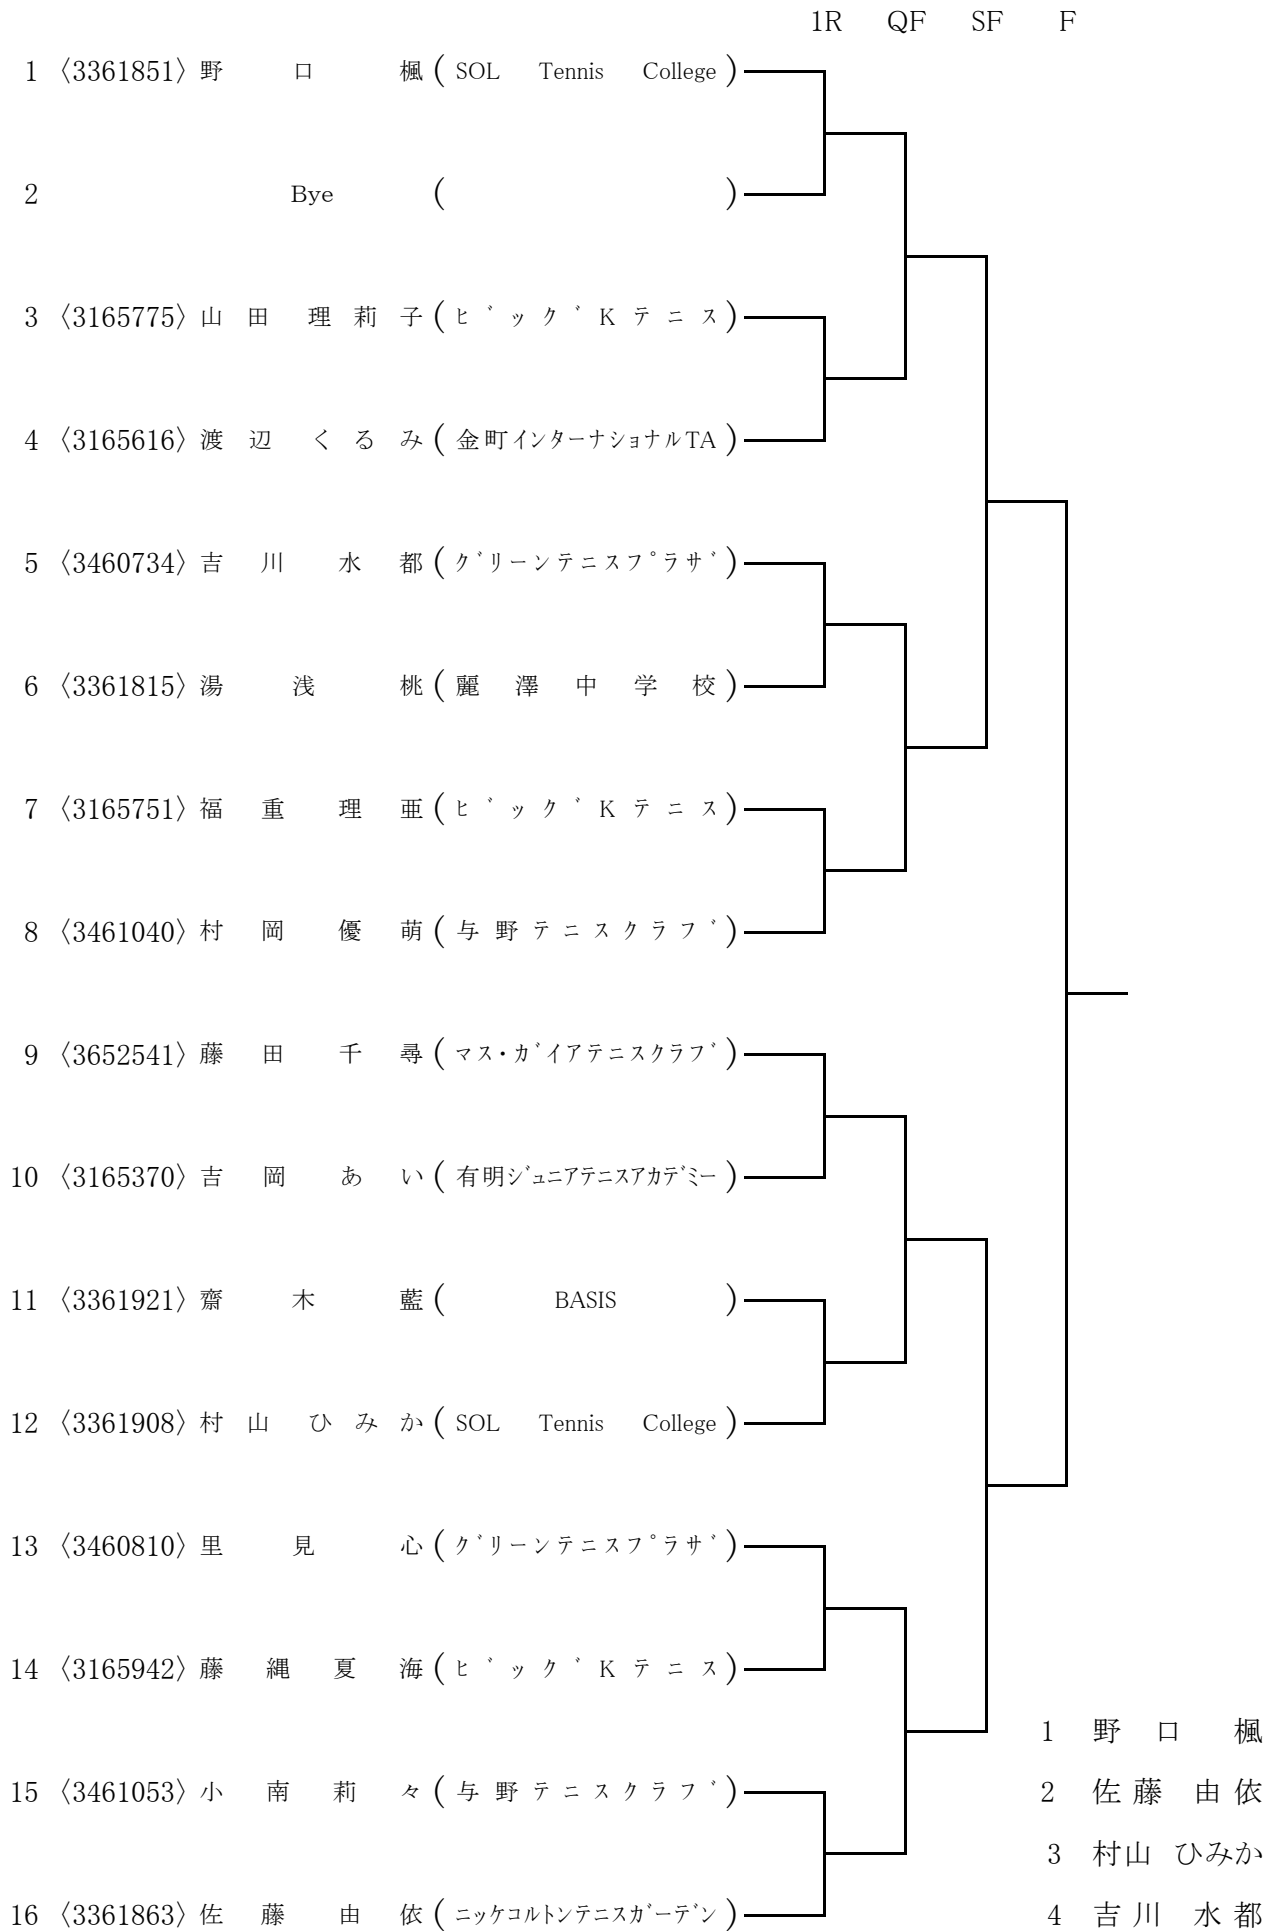 1R QF SF F
1 〈3361851〉 野口 楓 ( SOL Tennis College )
2 Bye ( )
3 〈3165775〉 山田 理莉子 ( ビッグKテニス )
4 〈3165616〉 渡辺 くるみ ( 金町インターナショナルTA )
5 〈3460734〉 吉川 水都 ( グリーンテニスプラザ )
6 〈3361815〉 湯浅 桃 ( 麗澤中学校 )
7 〈3165751〉 福重 理亜 ( ビッグKテニス )
8 〈3461040〉 村岡 優萌 ( 与野テニスクラブ )
9 〈3652541〉 藤田 千尋 ( マス・ガイアテニスクラブ )
10 〈3165370〉 吉岡 あい ( 有明ジュニアテニスアカデミー )
11 〈3361921〉 齋木 藍 ( BASIS )
12 〈3361908〉 村山 ひみか ( SOL Tennis College )
13 〈3460810〉 里見 心 ( グリーンテニスプラザ )
14 〈3165942〉 藤縄 夏海 ( ビッグKテニス )
15 〈3461053〉 小南 莉々 ( 与野テニスクラブ )
16 〈3361863〉 佐藤 由依 ( ニッケコルトンテニスガーデン )
1 野口 楓
2 佐藤 由依
3 村山 ひみか
4 吉川 水都